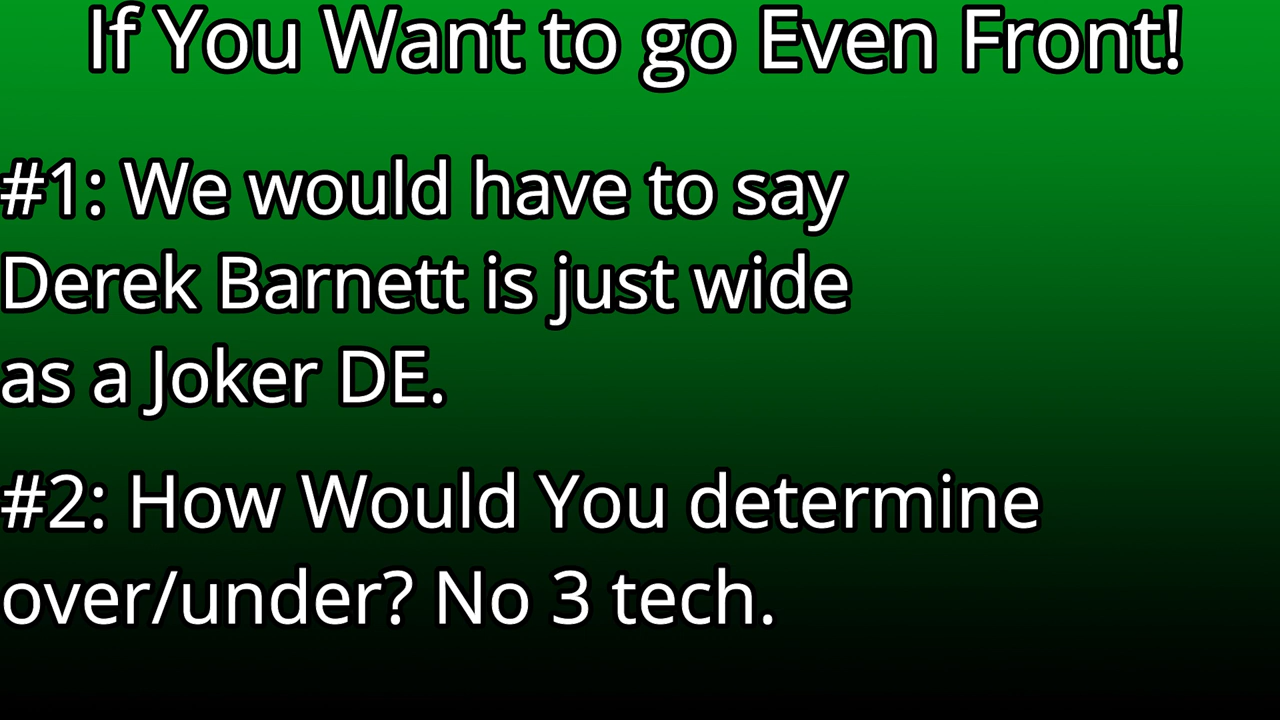 If You Want to go Even Front!
#1: We would have to say
Derek Barnett is just wide
as a Joker DE.
#2: How Would You determine
over/under? No 3 tech.